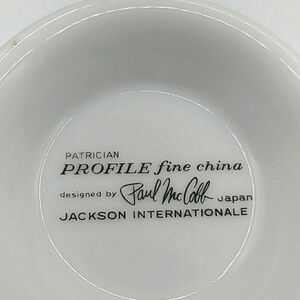 PATRICIAN
PROFILE fine china
designed by Paul McCobb Japan
JACKSON INTERNATIONALE